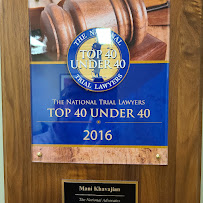 THE NATIONAL
TOP 40
UNDER 40
TRIAL LAWYERS
THE NATIONAL TRIAL LAWYERS
TOP 40 UNDER 40
2016
Mani Khavajian
The National Advocates